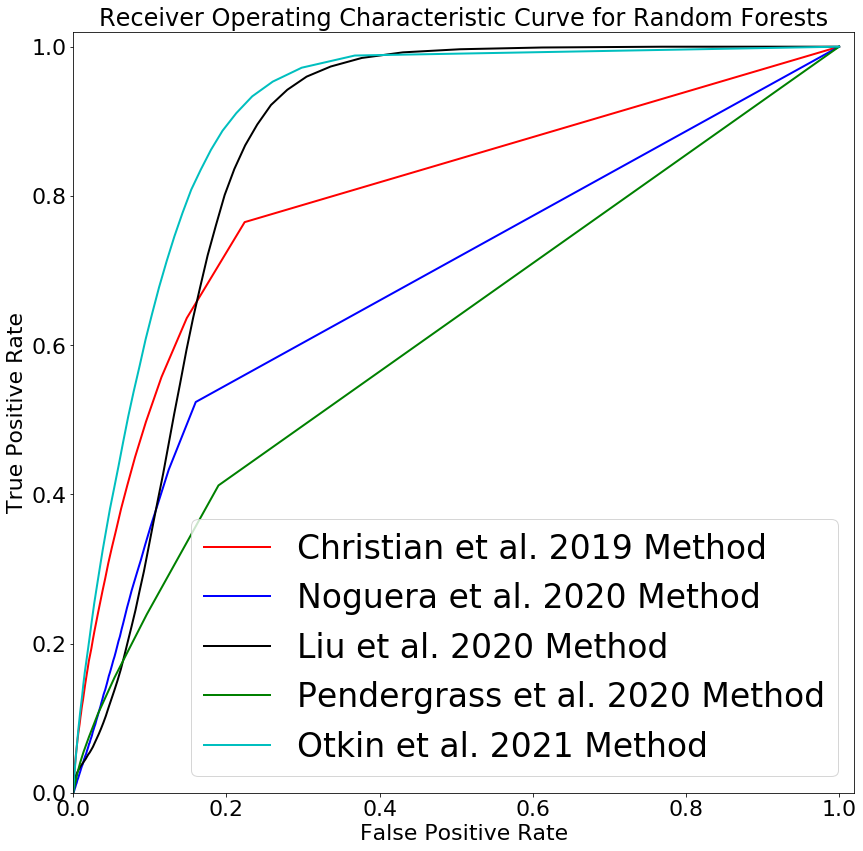 Receiver Operating Characteristic Curve for Random Forests
1.0
0.8
0.6
0.4
0.2
0.0
True Positive Rate
Christian et al. 2019 Method
Noguera et al. 2020 Method
Liu et al. 2020 Method
Pendergrass et al. 2020 Method
Otkin et al. 2021 Method
0.0 0.2 0.4 0.6 0.8 1.0
False Positive Rate